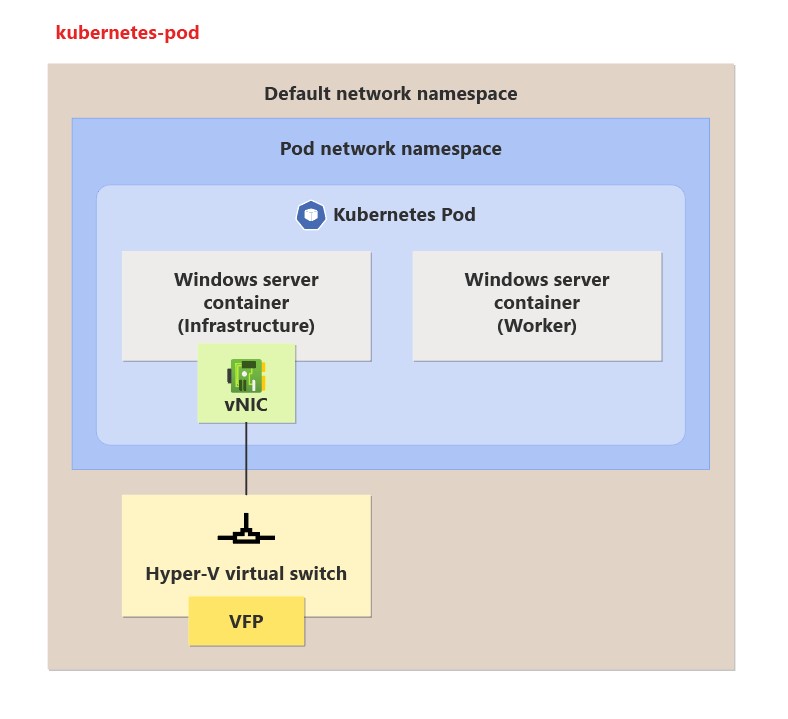 kubernetes-pod
Default network namespace
Pod network namespace
Kubernetes Pod
Windows server
container
(Infrastructure)
Windows server
container
(Worker)
vNIC
Hyper-V virtual switch
VFP